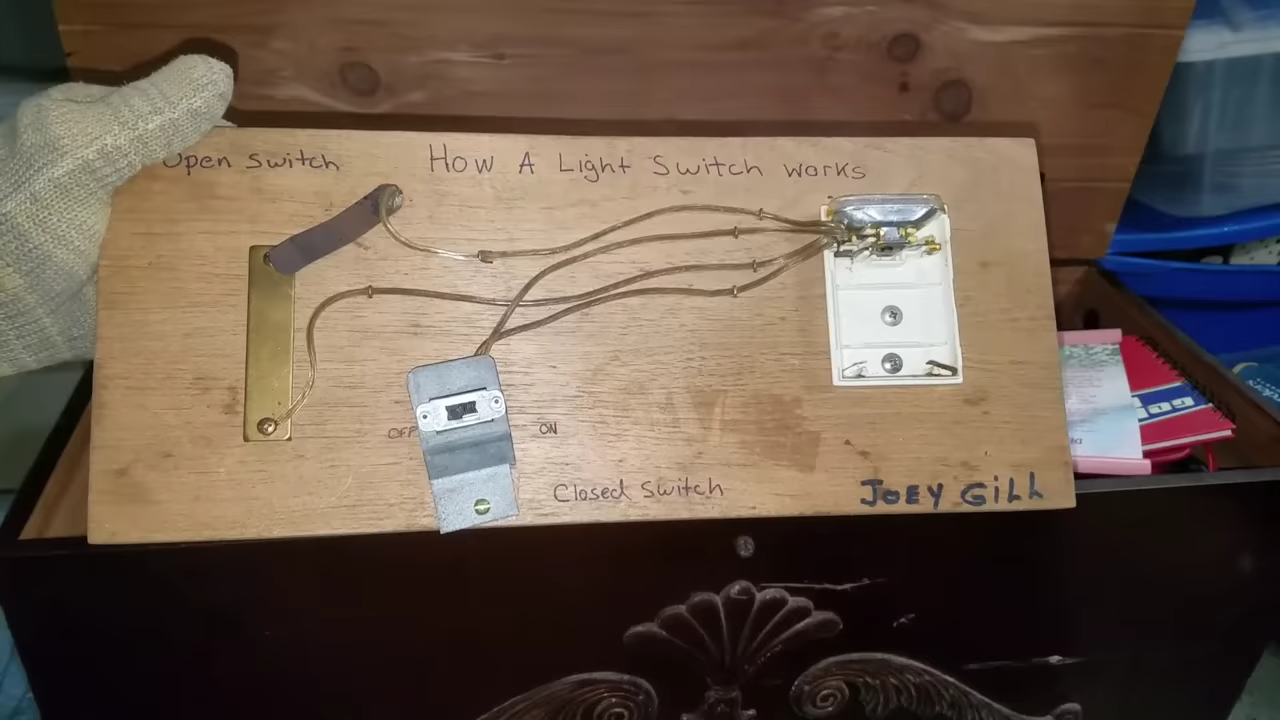 Open Switch
How A Light Switch works
OFF
ON
Closed Switch
JOEY GILL